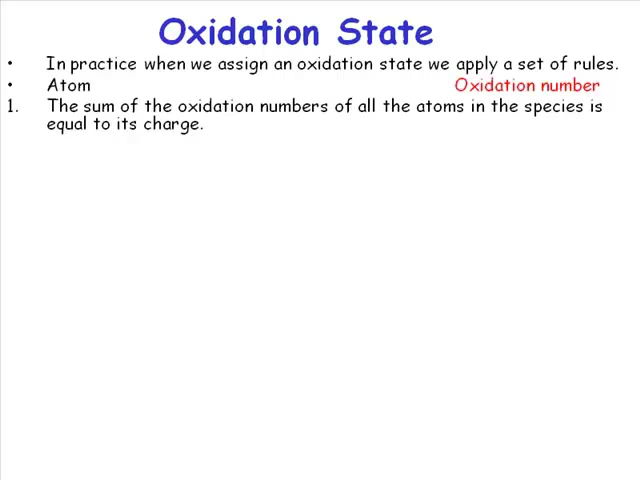 Oxidation State
• In practice when we assign an oxidation state we apply a set of rules.
• Atom Oxidation number
1. The sum of the oxidation numbers of all the atoms in the species is
equal to its charge.